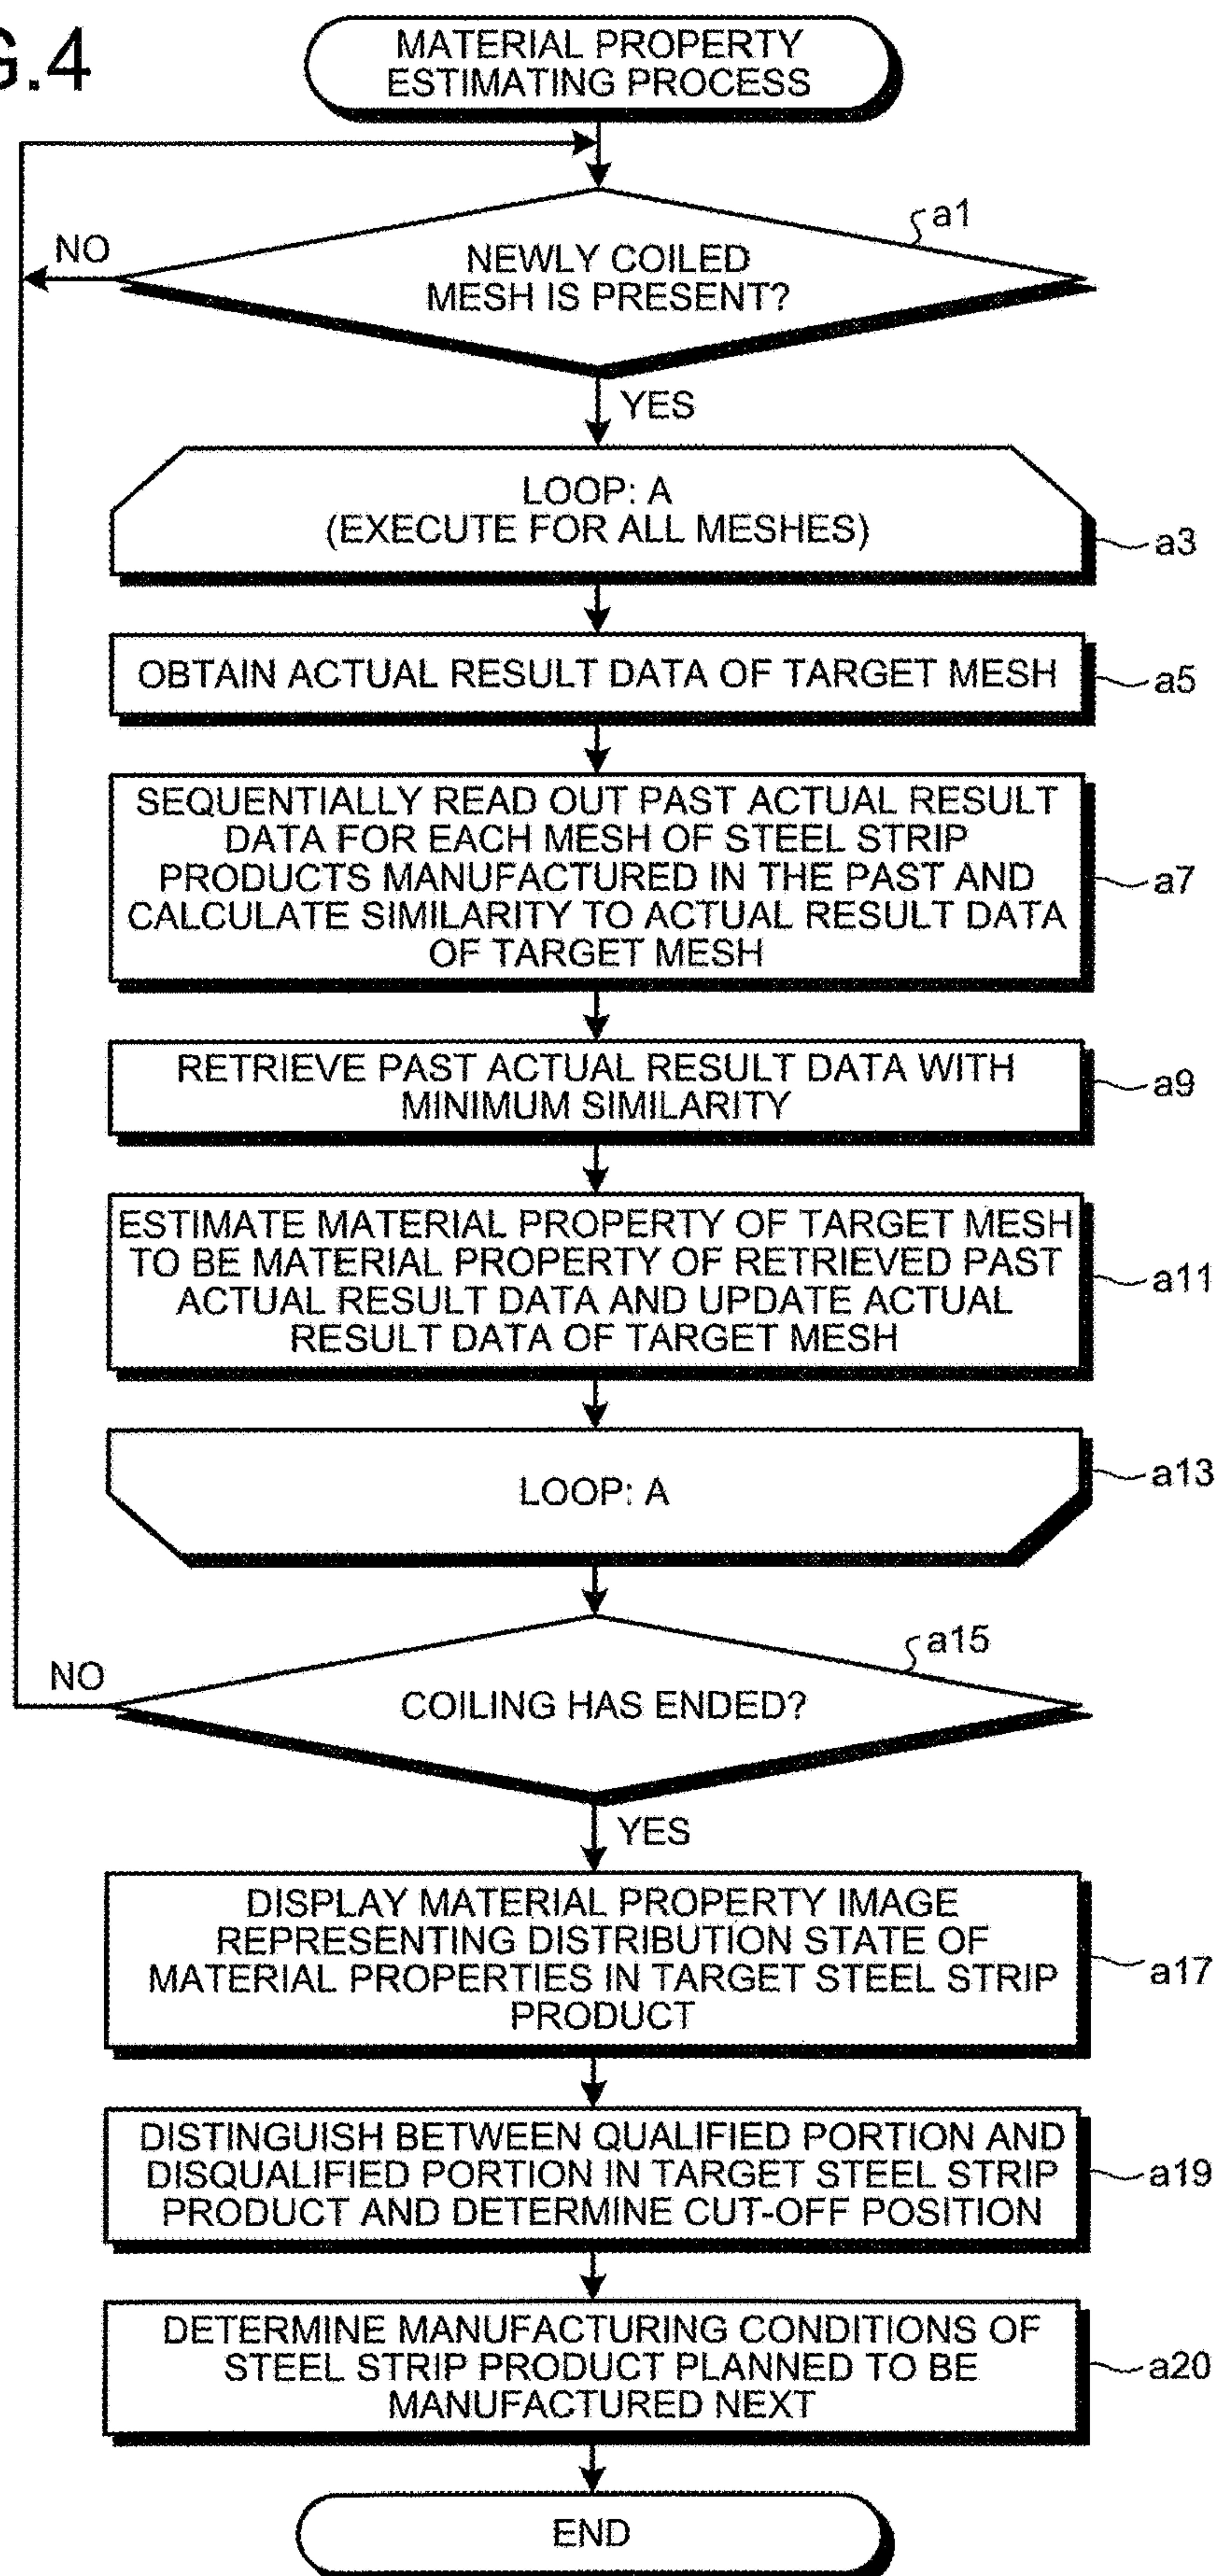 G.4
MATERIAL PROPERTY
ESTIMATING PROCESS
a1
NO
NEWLY COILED
MESH IS PRESENT?
YES
LOOP: A
(EXECUTE FOR ALL MESHES)
a3
OBTAIN ACTUAL RESULT DATA OF TARGET MESH
a5
SEQUENTIALLY READ OUT PAST ACTUAL RESULT
DATA FOR EACH MESH OF STEEL STRIP
PRODUCTS MANUFACTURED IN THE PAST AND
CALCULATE SIMILARITY TO ACTUAL RESULT DATA
OF TARGET MESH
a7
RETRIEVE PAST ACTUAL RESULT DATA WITH
MINIMUM SIMILARITY
a9
ESTIMATE MATERIAL PROPERTY OF TARGET MESH
TO BE MATERIAL PROPERTY OF RETRIEVED PAST
ACTUAL RESULT DATA AND UPDATE ACTUAL
RESULT DATA OF TARGET MESH
a11
LOOP: A
a13
a15
NO
COILING HAS ENDED?
YES
DISPLAY MATERIAL PROPERTY IMAGE
REPRESENTING DISTRIBUTION STATE OF
MATERIAL PROPERTIES IN TARGET STEEL STRIP
PRODUCT
a17
DISTINGUISH BETWEEN QUALIFIED PORTION AND
DISQUALIFIED PORTION IN TARGET STEEL STRIP
PRODUCT AND DETERMINE CUT-OFF POSITION
a19
DETERMINE MANUFACTURING CONDITIONS OF
STEEL STRIP PRODUCT PLANNED TO BE
MANUFACTURED NEXT
a20
END